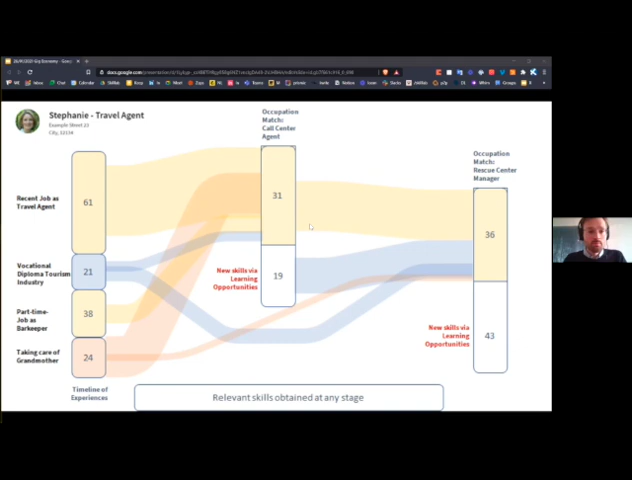 Stephanie - Travel Agent
Example Street 23
City, 12134
Occupation
Match:
Call Center
Agent
Occupation
Match:
Rescue Center
Manager
Recent Job as
Travel Agent
61
31
36
Vocational
Diploma Tourism
Industry
21
New skills via
Learning
Opportunities
19
Part-time-
Job as
Barkeeper
38
New skills via
Learning
Opportunities
43
Taking care of
Grandmother
24
Timeline of
Experiences
Relevant skills obtained at any stage